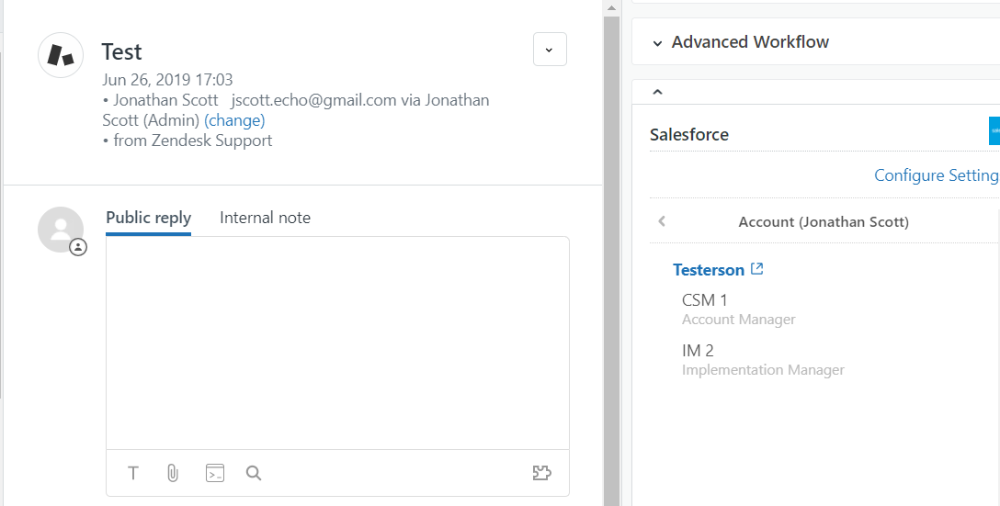 Test
Jun 26, 2019 17:03
• Jonathan Scott jscott.echo@gmail.com via Jonathan
Scott (Admin) (change)
• from Zendesk Support
Public reply Internal note
T
Advanced Workflow
Salesforce
Configure Setting
Account (Jonathan Scott)
Testerson
CSM 1
Account Manager
IM 2
Implementation Manager